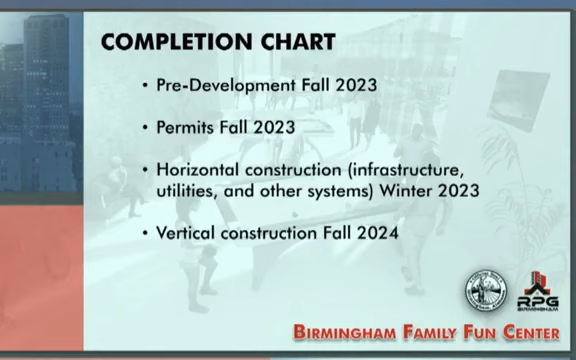 COMPLETION CHART
• Pre-Development Fall 2023
• Permits Fall 2023
• Horizontal construction (infrastructure,
utilities, and other systems) Winter 2023
• Vertical construction Fall 2024
RPG
BIRMINGHAM
BIRMINGHAM FAMILY FUN CENTER